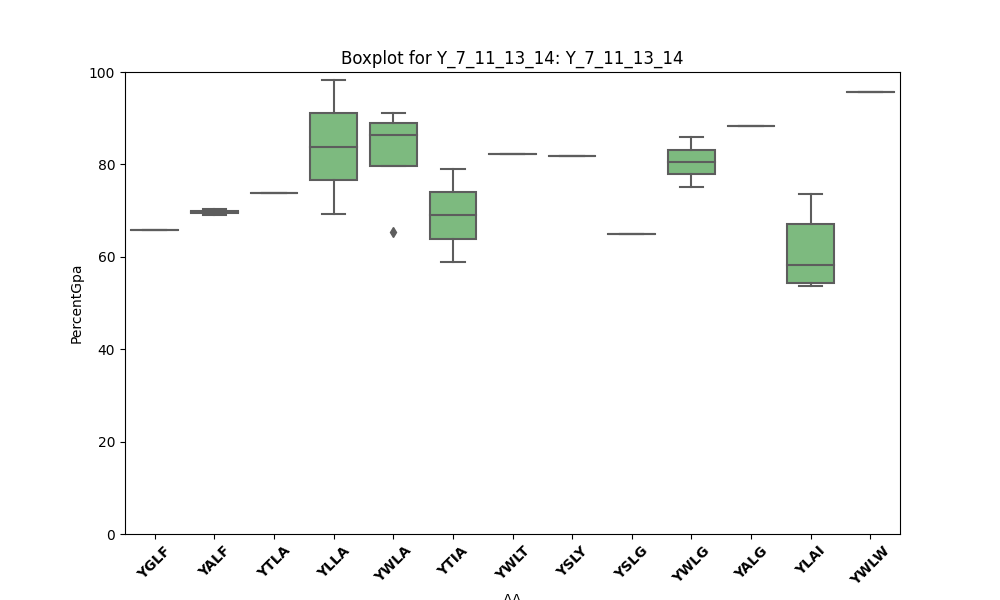 Boxplot for Y_7_11_13_14: Y_7_11_13_14
100
80
60
40
20
0
PercentGpa
YGLF
YALF
YTLA
YLLA
YWLA
YTIA
YWLT
YSLY
YSLG
YWLG
YALG
YLAI
YWLW
AA